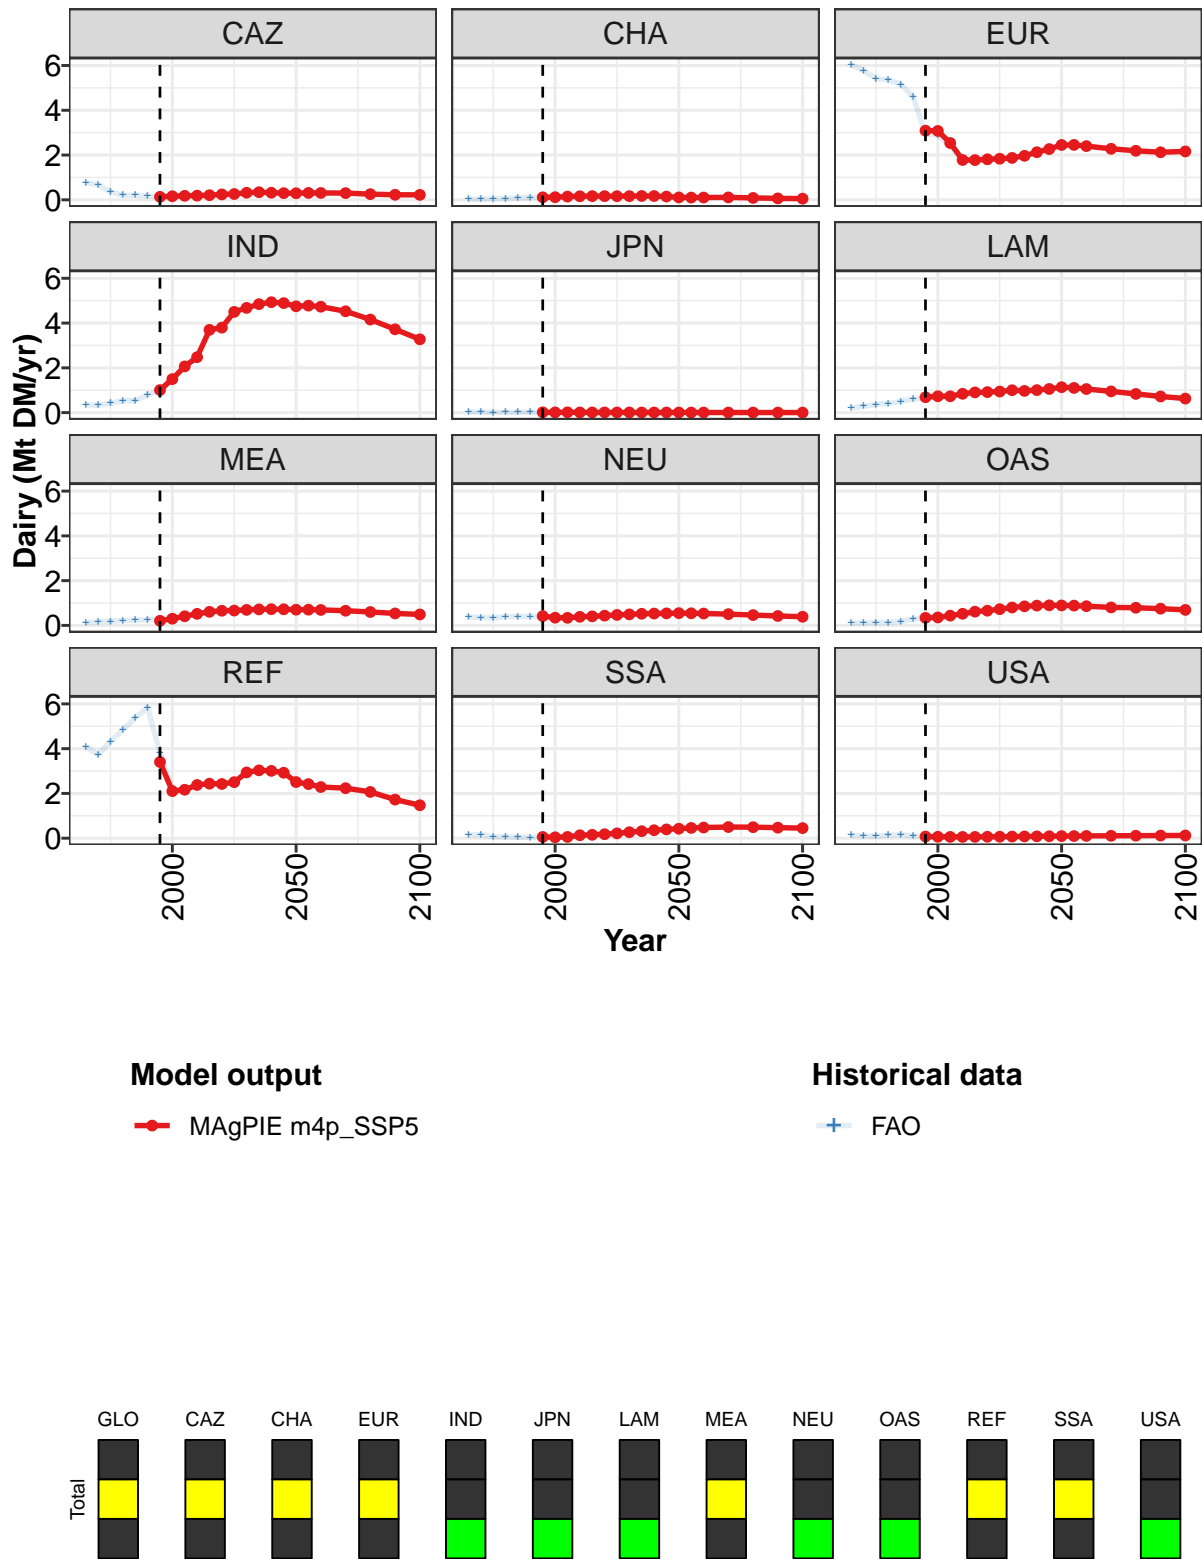 CAZ CHA EUR
6
4
2
0
IND JPN LAM
6
4
2
0
Dairy (Mt DM/yr)
MEA NEU OAS
6
4
2
0
REF SSA USA
6
4
2
0
2000 2050 2100 2000 2050 2100 2000 2050 2100
Year
Model output Historical data
MAgPIE m4p_SSP5 FAO
GLO CAZ CHA EUR IND JPN LAM MEA NEU OAS REF SSA USA
Total